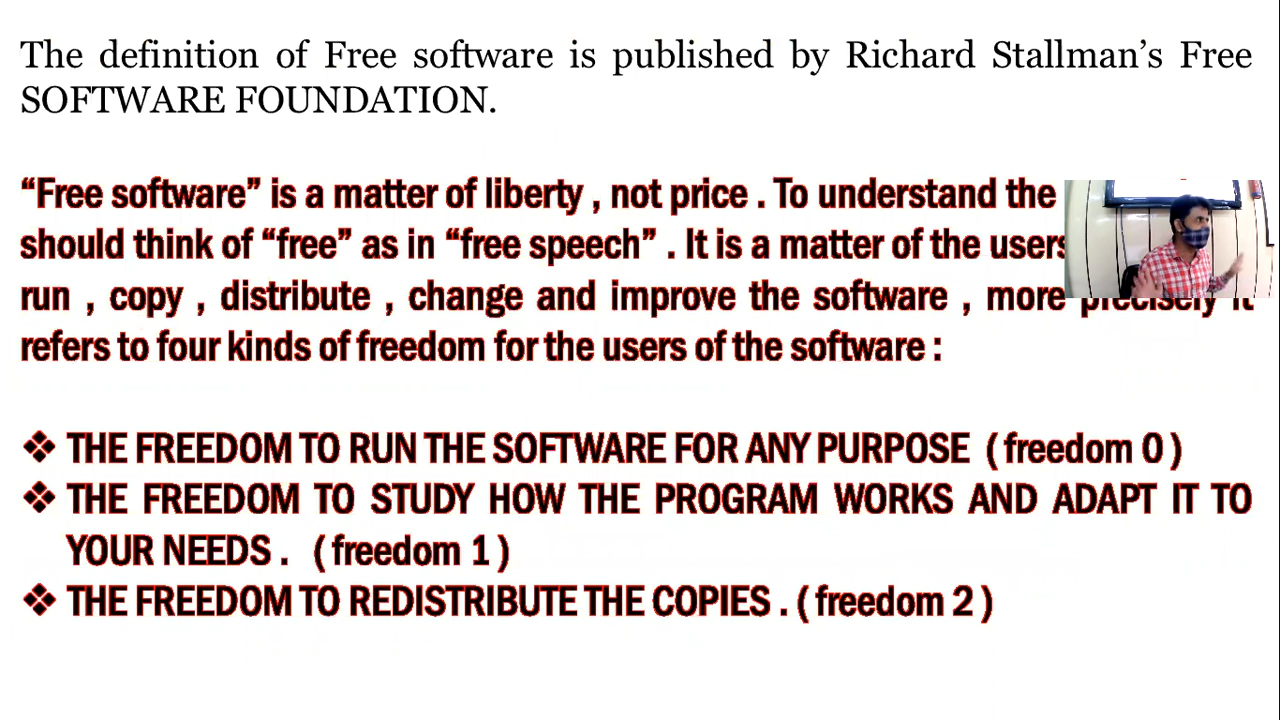 The definition of Free software is published by Richard Stallman’s Free
SOFTWARE FOUNDATION.
“Free software” is a matter of liberty , not price . To understand the
should think of “free” as in “free speech” . It is a matter of the users
run , copy , distribute , change and improve the software , more precisely it
refers to four kinds of freedom for the users of the software :
❖ THE FREEDOM TO RUN THE SOFTWARE FOR ANY PURPOSE ( freedom 0 )
❖ THE FREEDOM TO STUDY HOW THE PROGRAM WORKS AND ADAPT IT TO
YOUR NEEDS . ( freedom 1 )
❖ THE FREEDOM TO REDISTRIBUTE THE COPIES . ( freedom 2 )